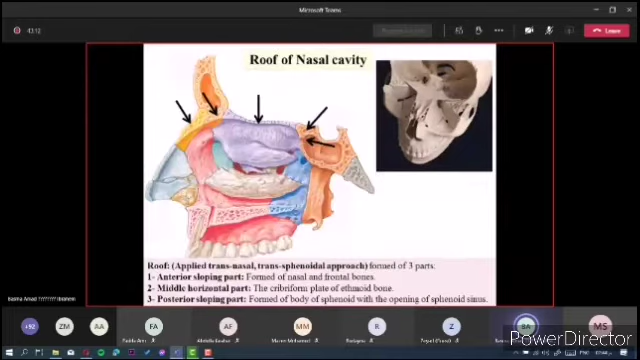 Microsoft Teams
43:12
Leave
Roof of Nasal cavity
Roof: (Applied trans-nasal, trans-sphenoidal approach) formed of 3 parts:
1- Anterior sloping part: Formed of nasal and frontal bones.
2- Middle horizontal part: The cribriform plate of ethmoid bone.
3- Posterior sloping part: Formed of body of sphenoid with the opening of sphenoid sinus.
+92
ZM
AA
FA
AF
MM
R
Z
BA
MS
PowerDirector